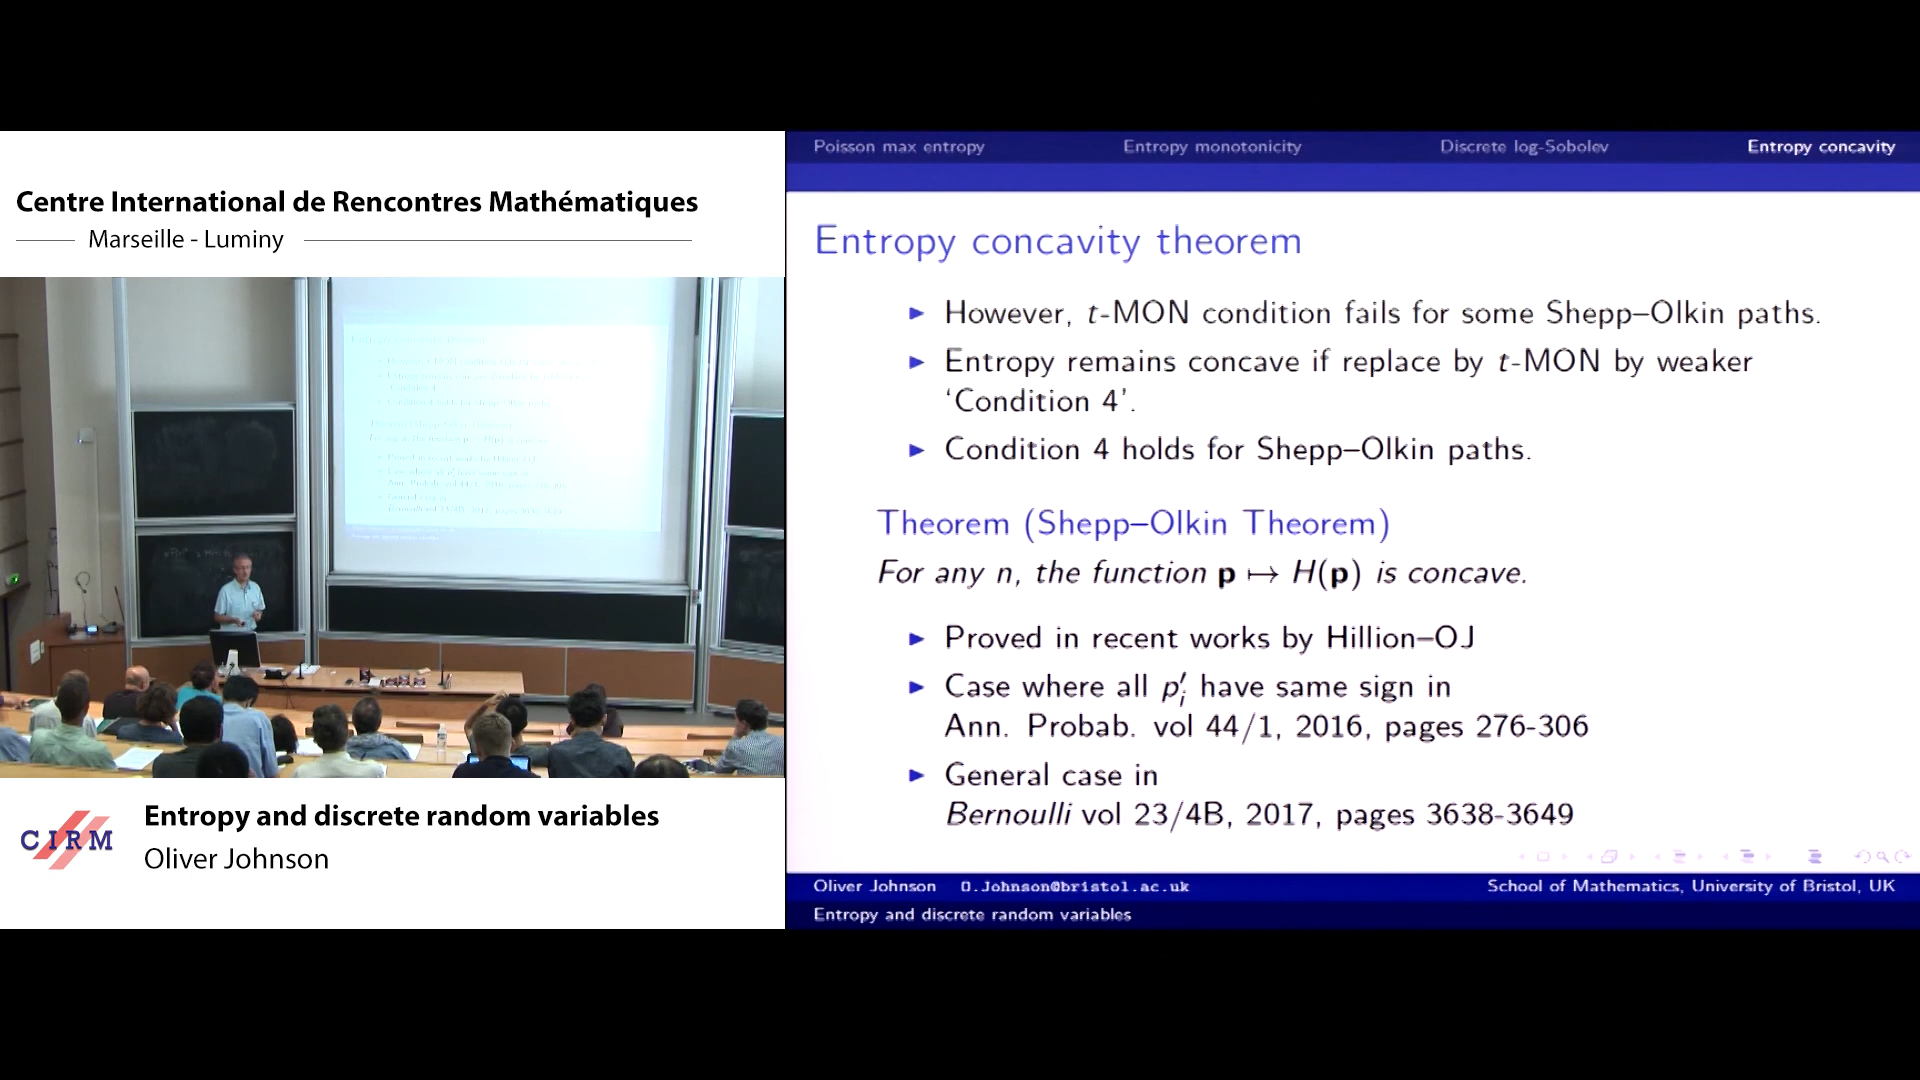 Centre International de Rencontres Mathématiques
Marseille - Luminy
CIRM
Entropy and discrete random variables
Oliver Johnson
Poisson max entropy Entropy monotonicity Discrete log-Sobolev Entropy concavity
Entropy concavity theorem
► However, t-MON condition fails for some Shepp–Olkin paths.
► Entropy remains concave if replace by t-MON by weaker
‘Condition 4’.
► Condition 4 holds for Shepp–Olkin paths.
Theorem (Shepp–Olkin Theorem)
For any n, the function p ↦ H(p) is concave.
► Proved in recent works by Hillion–OJ
► Case where all p′ᵢ have same sign in
Ann. Probab. vol 44/1, 2016, pages 276-306
► General case in
Bernoulli vol 23/4B, 2017, pages 3638-3649
Oliver Johnson O.Johnson@bristol.ac.uk School of Mathematics, University of Bristol, UK
Entropy and discrete random variables